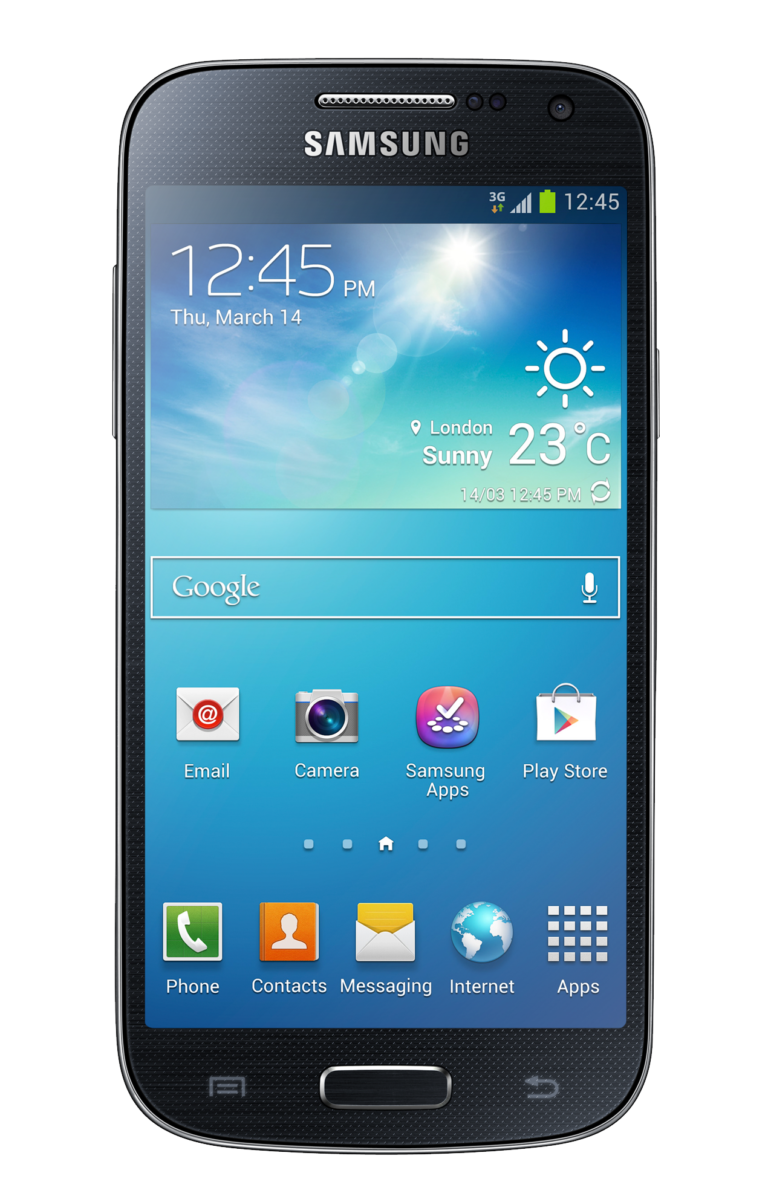 SAMSUNG
3G 12:45
12:45 PM
Thu, March 14
London
Sunny 23°C
14/03 12:45 PM
Google
@
Email Camera Samsung Apps Play Store
Phone Contacts Messaging Internet Apps